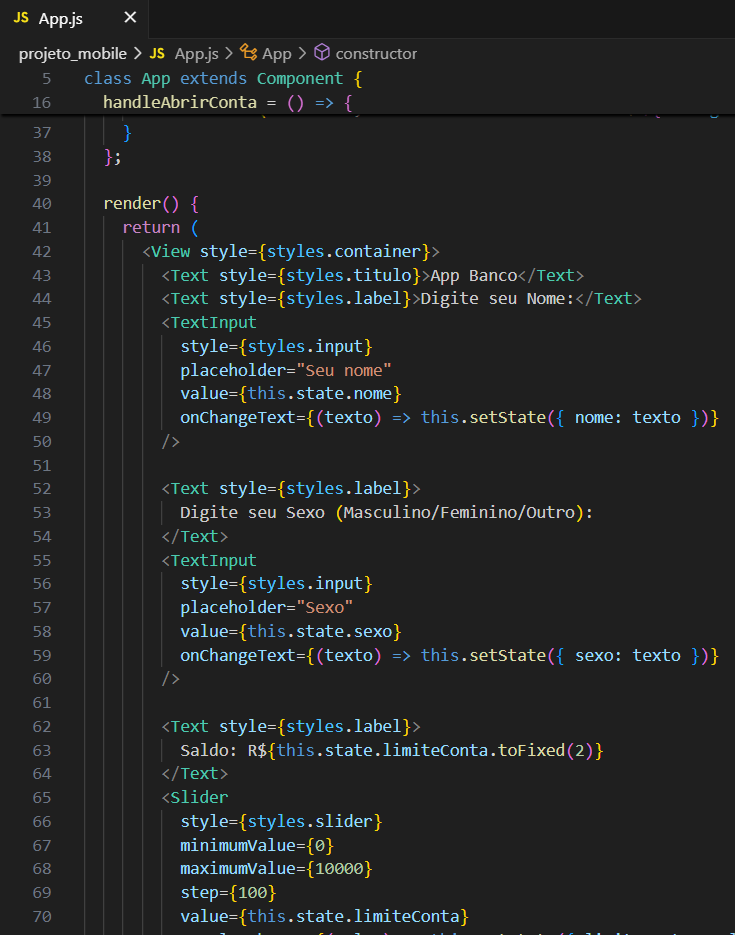 JS App.js ×
projeto_mobile > JS App.js > App > constructor
5 class App extends Component {
16 handleAbrirConta = () => {
37 }
38 };
39
40 render() {
41 return (
42 <View style={styles.container}>
43 <Text style={styles.titulo}>App Banco</Text>
44 <Text style={styles.label}>Digite seu Nome:</Text>
45 <TextInput
46 style={styles.input}
47 placeholder="Seu nome"
48 value={this.state.nome}
49 onChangeText={(texto) => this.setState({ nome: texto })}
50 />
51
52 <Text style={styles.label}>
53 Digite seu Sexo (Masculino/Feminino/Outro):
54 </Text>
55 <TextInput
56 style={styles.input}
57 placeholder="Sexo"
58 value={this.state.sexo}
59 onChangeText={(texto) => this.setState({ sexo: texto })}
60 />
61
62 <Text style={styles.label}>
63 Saldo: R${this.state.limiteConta.toFixed(2)}
64 </Text>
65 <Slider
66 style={styles.slider}
67 minimumValue={0}
68 maximumValue={10000}
69 step={100}
70 value={this.state.limiteConta}